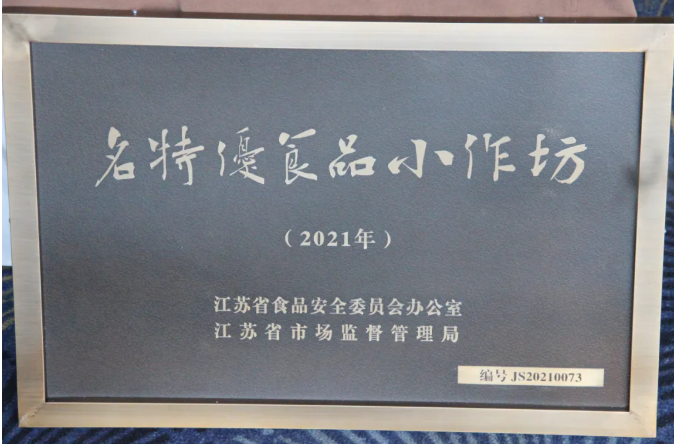 名特優食品小作坊
（2021年）
江苏省食品安全委员会办公室
江苏省市场监督管理局
编号 JS20210073